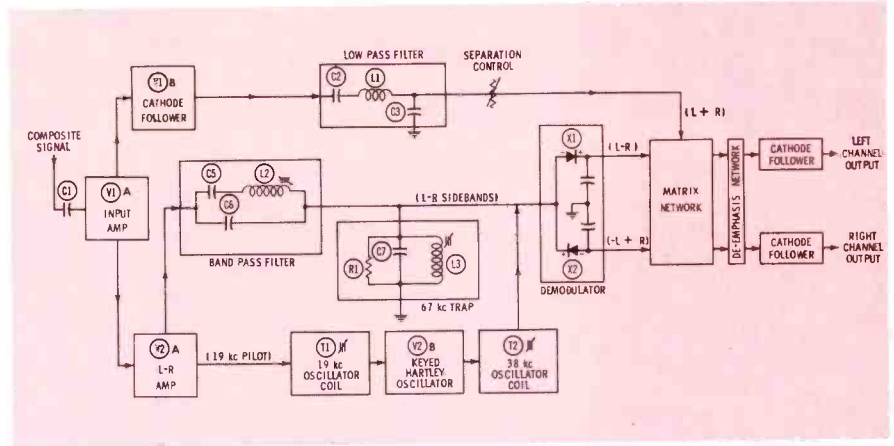 LOW PASS FILTER
C2
L1
C3
SEPARATION
CONTROL
V1 B
CATHODE
FOLLOWER
(L + R)
COMPOSITE
SIGNAL
C1
V1 A
INPUT
AMP
C5
L2
C6
BAND PASS FILTER
(L-R SIDEBANDS)
R1
C7
L3
67 kc TRAP
X1
X2
DEMODULATOR
(L-R)
(-L + R)
MATRIX
NETWORK
DE-EMPHASIS NETWORK
CATHODE
FOLLOWER
LEFT
CHANNEL
OUTPUT
CATHODE
FOLLOWER
RIGHT
CHANNEL
OUTPUT
V2 A
L-R
AMP
(19 kc PILOT)
T1
19 kc
OSCILLATOR
COIL
V2 B
KEYED
HARTLEY
OSCILLATOR
T2
38 kc
OSCILLATOR
COIL